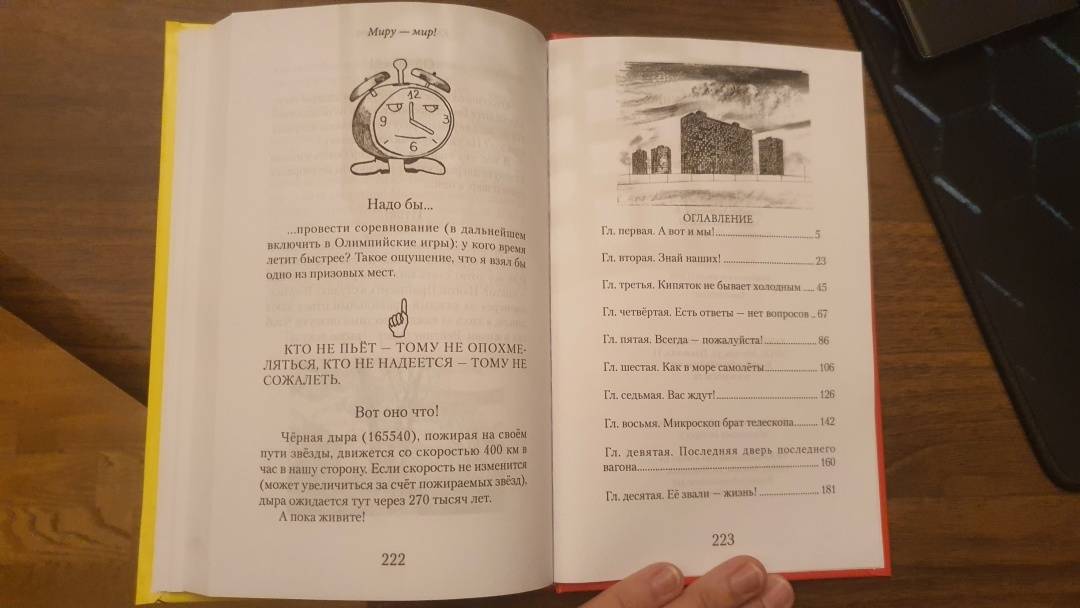 Миру — мир!
12
9 3
6
Надо бы...
...провести соревнование (в дальнейшем
включить в Олимпийские игры): у кого время
летит быстрее? Такое ощущение, что я взял бы
одно из призовых мест.
КТО НЕ ПЬЁТ — ТОМУ НЕ ОПОХМЕ-
ЛЯТЬСЯ, КТО НЕ НАДЕЕТСЯ — ТОМУ НЕ
СОЖАЛЕТЬ.
Вот оно что!
Чёрная дыра (165540), пожирая на своём
пути звёзды, движется со скоростью 400 км в
час в нашу сторону. Если скорость не изменится
(может увеличиться за счёт пожираемых звёзд),
дыра ожидается тут через 270 тысяч лет.
А пока живите!
222
ОГЛАВЛЕНИЕ
Гл. первая. А вот и мы!..............................5
Гл. вторая. Знай наших! ..........................23
Гл. третья. Кипяток не бывает холодным ....45
Гл. четвёртая. Есть ответы — нет вопросов ..67
Гл. пятая. Всегда — пожалуйста!..................86
Гл. шестая. Как в море самолёты................106
Гл. седьмая. Вас ждут!..............................126
Гл. восьмя. Микроскоп брат телескопа........142
Гл. девятая. Последняя дверь последнего
вагона......................................................160
Гл. десятая. Её звали — жизнь! ..................181
223